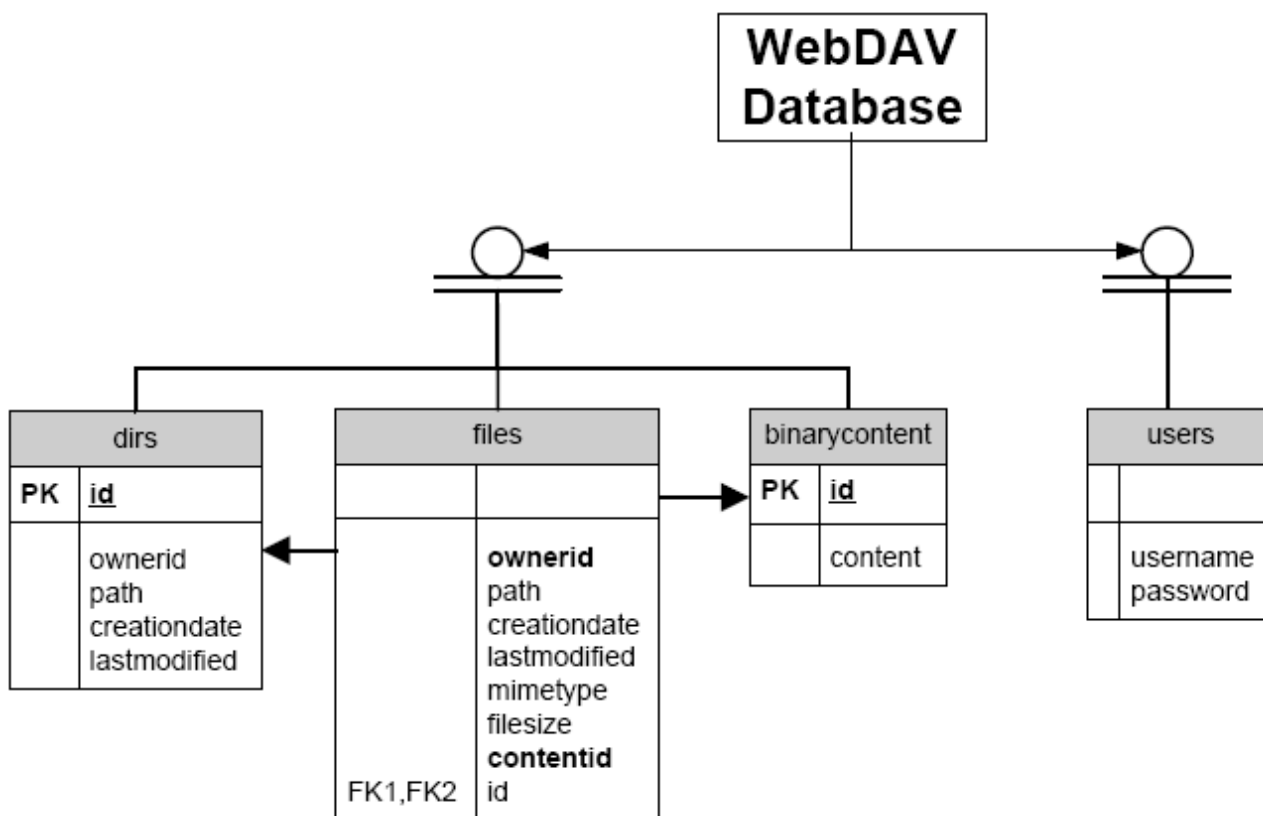 WebDAV
Database
dirs
PK id
ownerid
path
creationdate
lastmodified
files
ownerid
path
creationdate
lastmodified
mimetype
filesize
contentid
FK1,FK2 id
binarycontent
PK id
content
users
username
password